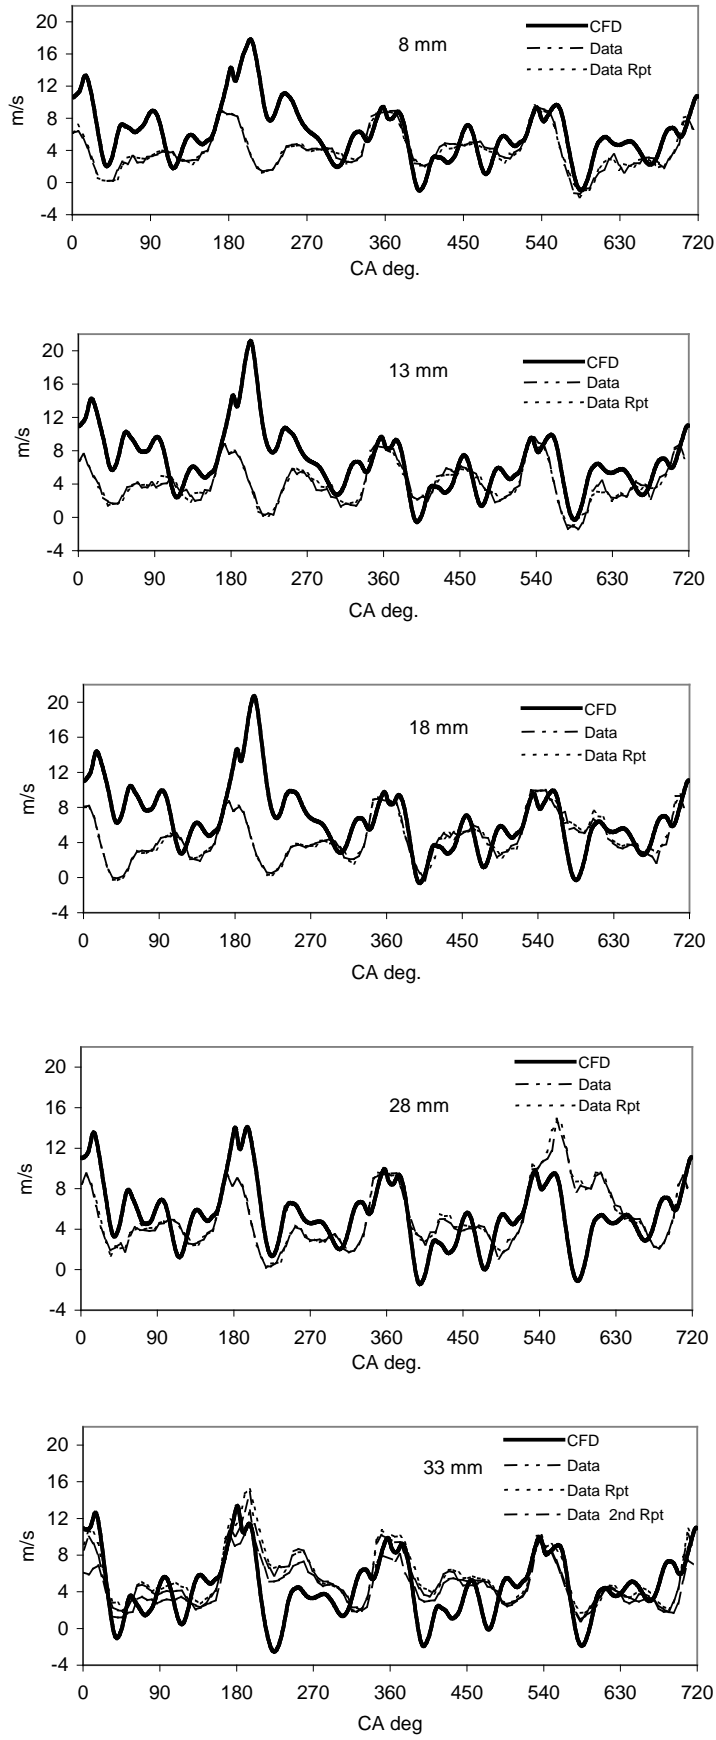 20
16
12
8
4
0
-4
m/s
8 mm
CFD
Data
Data Rpt
0 90 180 270 360 450 540 630 720
CA deg.
20
16
12
8
4
0
-4
m/s
13 mm
CFD
Data
Data Rpt
0 90 180 270 360 450 540 630 720
CA deg.
20
16
12
8
4
0
-4
m/s
18 mm
CFD
Data
Data Rpt
0 90 180 270 360 450 540 630 720
CA deg.
20
16
12
8
4
0
-4
m/s
28 mm
CFD
Data
Data Rpt
0 90 180 270 360 450 540 630 720
CA deg.
20
16
12
8
4
0
-4
m/s
33 mm
CFD
Data
Data Rpt
Data 2nd Rpt
0 90 180 270 360 450 540 630 720
CA deg